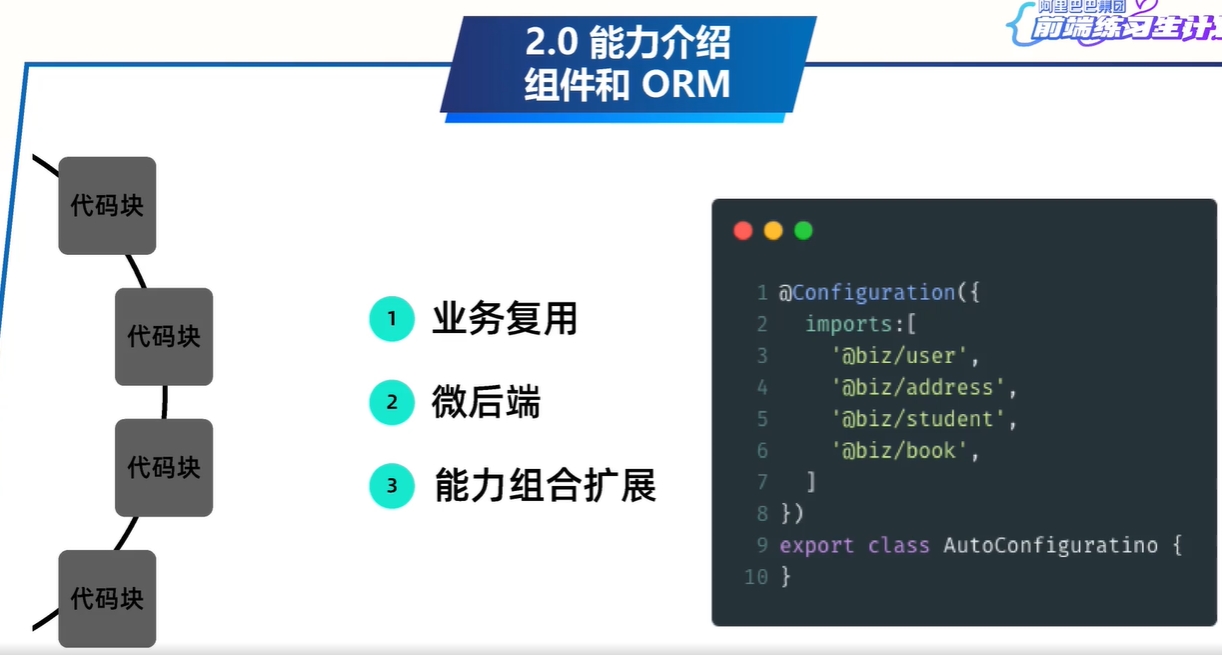 阿里巴巴集团
前端练习生计
2.0 能力介绍
组件和 ORM
代码块
代码块
代码块
代码块
1 业务复用
2 微后端
3 能力组合扩展
1 @Configuration({
2   imports:[
3     '@biz/user',
4     '@biz/address',
5     '@biz/student',
6     '@biz/book',
7   ]
8 })
9 export class AutoConfiguratino {
10 }